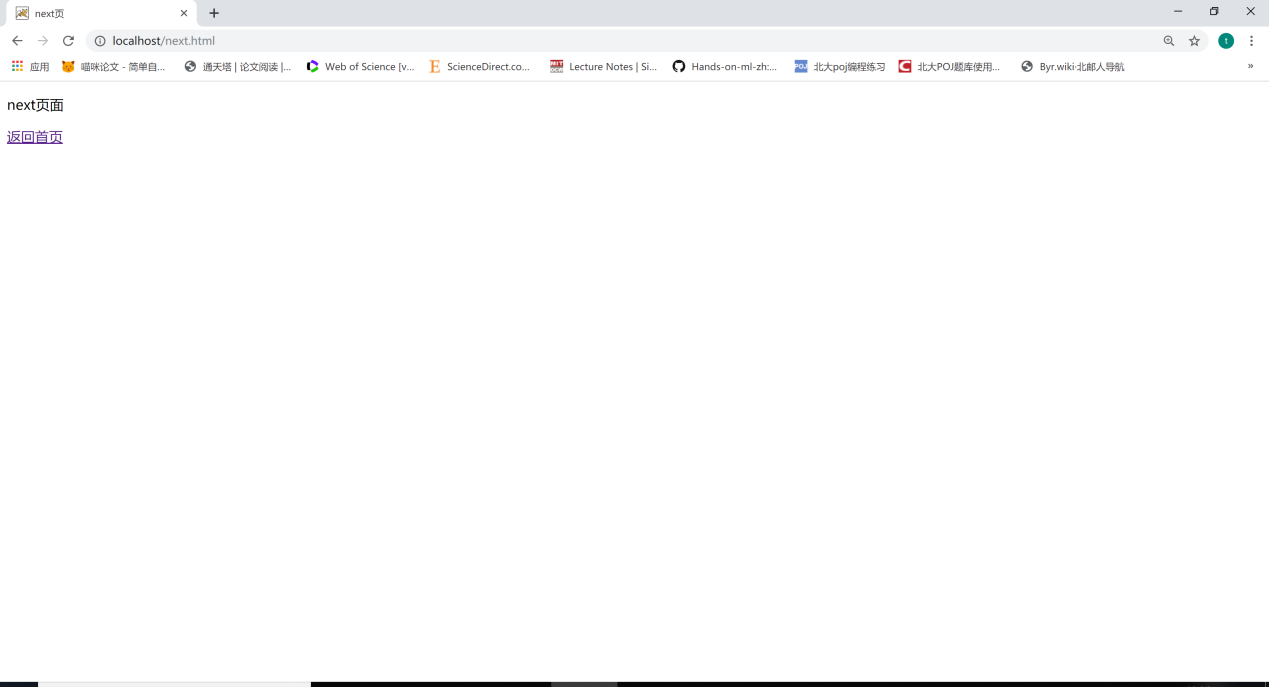 next页
localhost/next.html
t
应用 喵咪论文 - 简单自... 通天塔 | 论文阅读 |... Web of Science [v... E ScienceDirect.co... MIT OCW Lecture Notes | Si... Hands-on-ml-zh:... POJ 北大poj编程练习 C 北大POJ题库使用... Byr.wiki·北邮人导航 »
next页面
返回首页